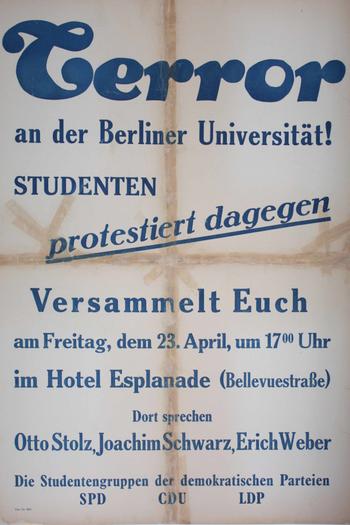 Terror
an der Berliner Universität!
STUDENTEN
protestiert dagegen
Versammelt Euch
am Freitag, dem 23. April, um 17⁰⁰ Uhr
im Hotel Esplanade (Bellevuestraße)
Dort sprechen
Otto Stolz, Joachim Schwarz, Erich Weber
Die Studentengruppen der demokratischen Parteien
SPD CDU LDP